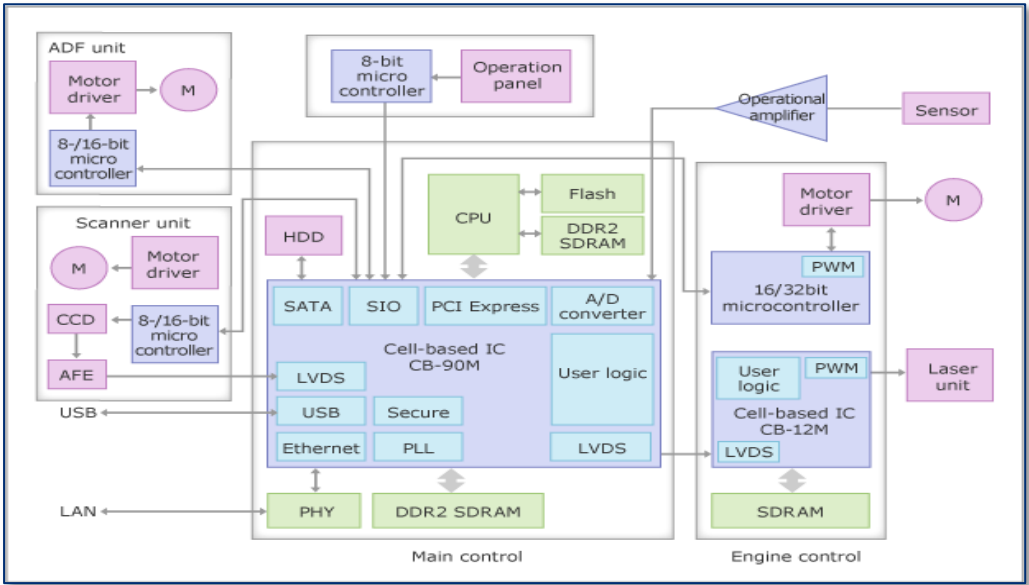 ADF unit
Motor
driver
M
8-/16-bit
micro
controller
8-bit
micro
controller
Operation
panel
Operational
amplifier
Sensor
Scanner unit
M
Motor
driver
CCD
8-/16-bit
micro
controller
AFE
USB
LAN
HDD
CPU
Flash
DDR2
SDRAM
SATA
SIO
PCI Express
A/D
converter
Cell-based IC
CB-90M
User logic
LVDS
USB
Secure
Ethernet
PLL
LVDS
PHY
DDR2 SDRAM
Main control
Motor
driver
M
PWM
16/32bit
microcontroller
User
logic
PWM
Cell-based IC
CB-12M
LVDS
Laser
unit
SDRAM
Engine control